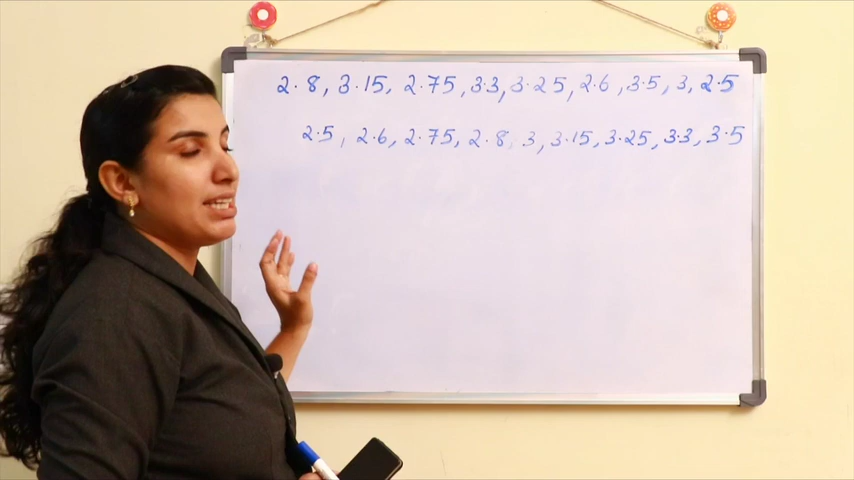 2.8, 3.15, 2.75, 3.3, 3.25, 2.6, 3.5, 3, 2.5
2.5, 2.6, 2.75, 2.8, 3, 3.15, 3.25, 3.3, 3.5